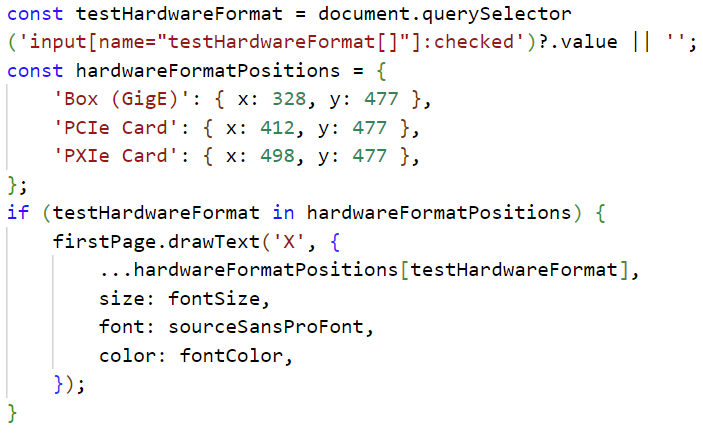 const testHardwareFormat = document.querySelector
('input[name="testHardwareFormat[]"]:checked')?.value || '';
const hardwareFormatPositions = {
    'Box (GigE)': { x: 328, y: 477 },
    'PCIe Card': { x: 412, y: 477 },
    'PXIe Card': { x: 498, y: 477 },
};
if (testHardwareFormat in hardwareFormatPositions) {
    firstPage.drawText('X', {
        ...hardwareFormatPositions[testHardwareFormat],
        size: fontSize,
        font: sourceSansProFont,
        color: fontColor,
    });
}